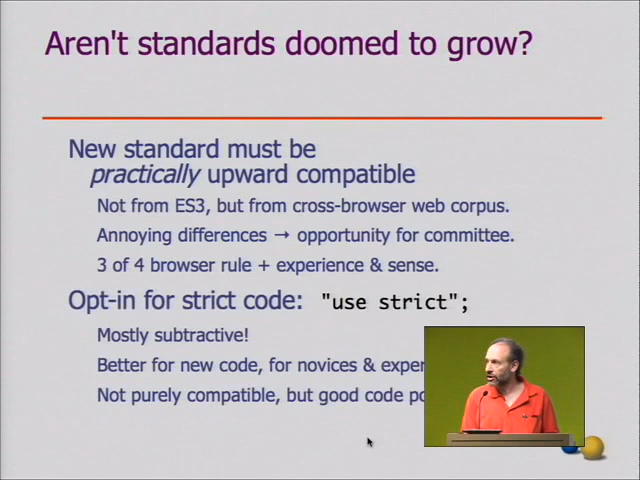 Aren't standards doomed to grow?
New standard must be
practically upward compatible
Not from ES3, but from cross-browser web corpus.
Annoying differences → opportunity for committee.
3 of 4 browser rule + experience & sense.
Opt-in for strict code: "use strict";
Mostly subtractive!
Better for new code, for novices &
Not purely compatible, but good code